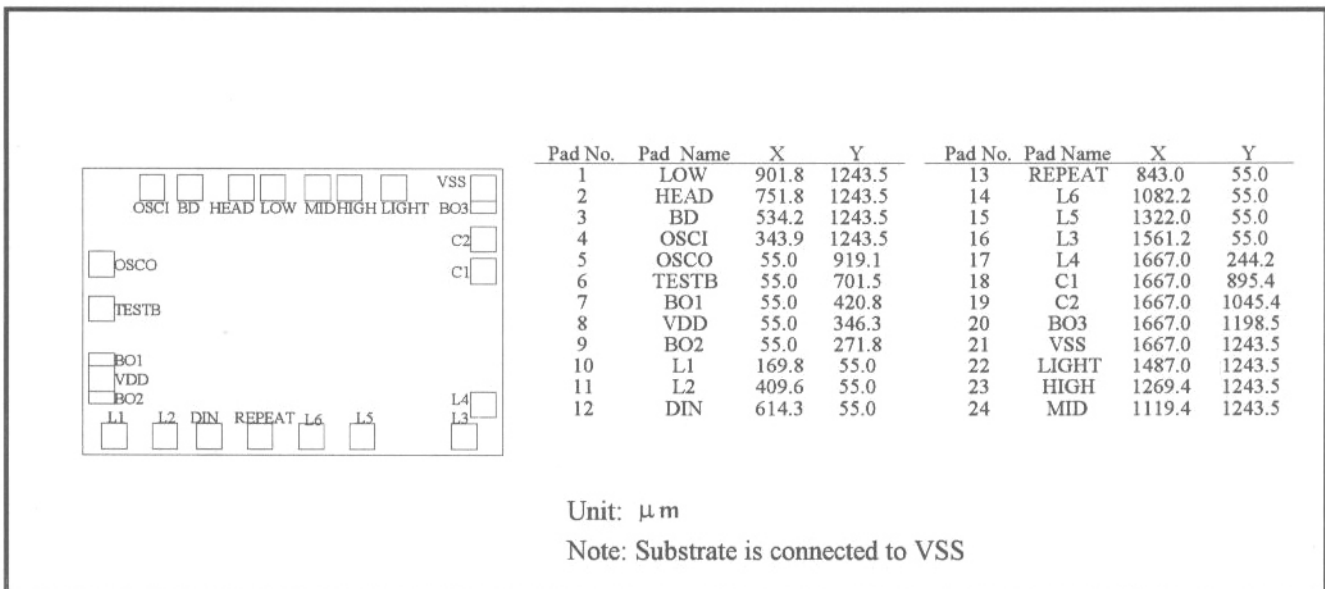 OSCI BD HEAD LOW MID HIGH LIGHT
VSS
BO3
C2
C1
OSCO
TESTB
BO1
VDD
BO2
L4
L3
L1 L2 DIN REPEAT L6 L5
Pad No. Pad Name X Y
1 LOW 901.8 1243.5
2 HEAD 751.8 1243.5
3 BD 534.2 1243.5
4 OSCI 343.9 1243.5
5 OSCO 55.0 919.1
6 TESTB 55.0 701.5
7 BO1 55.0 420.8
8 VDD 55.0 346.3
9 BO2 55.0 271.8
10 L1 169.8 55.0
11 L2 409.6 55.0
12 DIN 614.3 55.0
Pad No. Pad Name X Y
13 REPEAT 843.0 55.0
14 L6 1082.2 55.0
15 L5 1322.0 55.0
16 L3 1561.2 55.0
17 L4 1667.0 244.2
18 C1 1667.0 895.4
19 C2 1667.0 1045.4
20 BO3 1667.0 1198.5
21 VSS 1667.0 1243.5
22 LIGHT 1487.0 1243.5
23 HIGH 1269.4 1243.5
24 MID 1119.4 1243.5
Unit: μm
Note: Substrate is connected to VSS